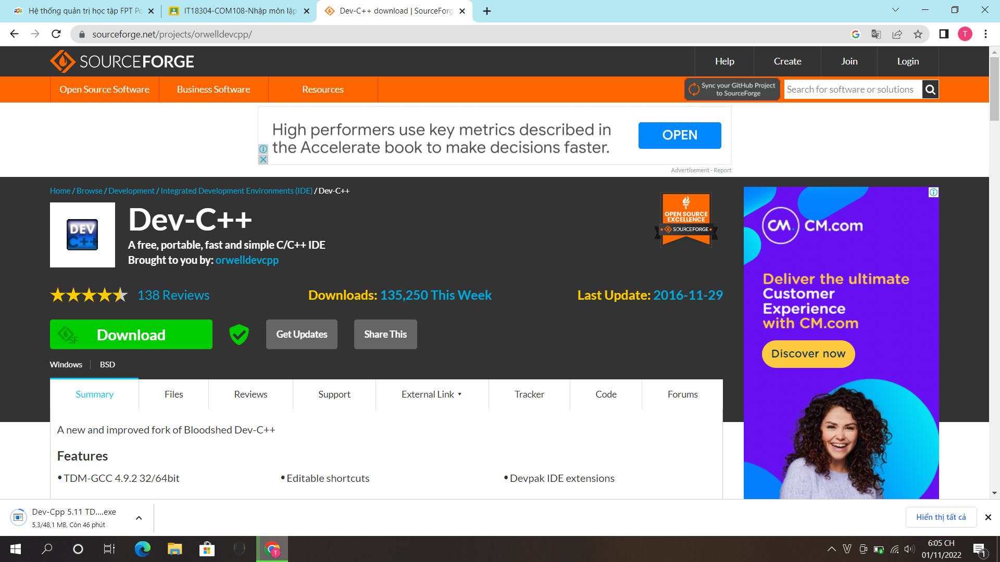 Hệ thống quản trị học tập FPT Po
IT18304-COM108-Nhập môn lập
Dev-C++ download | SourceForg
sourceforge.net/projects/orwelldevcpp/
T
SOURCEFORGE
Help
Create
Join
Login
Open Source Software
Business Software
Resources
Sync your GitHub Project
to SourceForge
Search for software or solutions
High performers use key metrics described in
the Accelerate book to make decisions faster.
OPEN
Advertisement - Report
Home / Browse / Development / Integrated Development Environments (IDE) / Dev-C++
DEV
C++
Dev-C++
A free, portable, fast and simple C/C++ IDE
Brought to you by: orwelldevcpp
OPEN SOURCE
EXCELLENCE
SOURCEFORGE
138 Reviews
Downloads: 135,250 This Week
Last Update: 2016-11-29
SF
Download
Get Updates
Share This
Windows
BSD
CM.
CM.com
Deliver the ultimate
Customer
Experience
with CM.com
Discover now
Summary
Files
Reviews
Support
External Link ▾
Tracker
Code
Forums
A new and improved fork of Bloodshed Dev-C++
Features
• TDM-GCC 4.9.2 32/64bit
• Editable shortcuts
• Devpak IDE extensions
Dev-Cpp 5.11 TD....exe
5,3/48,1 MB, Còn 46 phút
Hiển thị tất cả
T
V
6:05 CH
01/11/2022
1